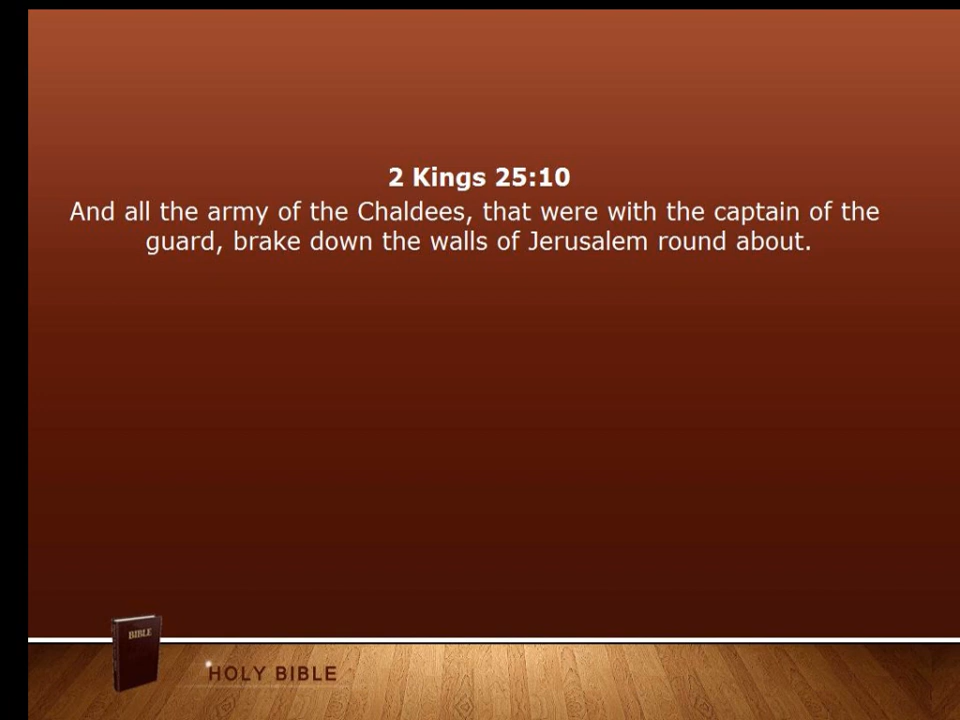 2 Kings 25:10
And all the army of the Chaldees, that were with the captain of the
guard, brake down the walls of Jerusalem round about.
BIBLE
HOLY BIBLE